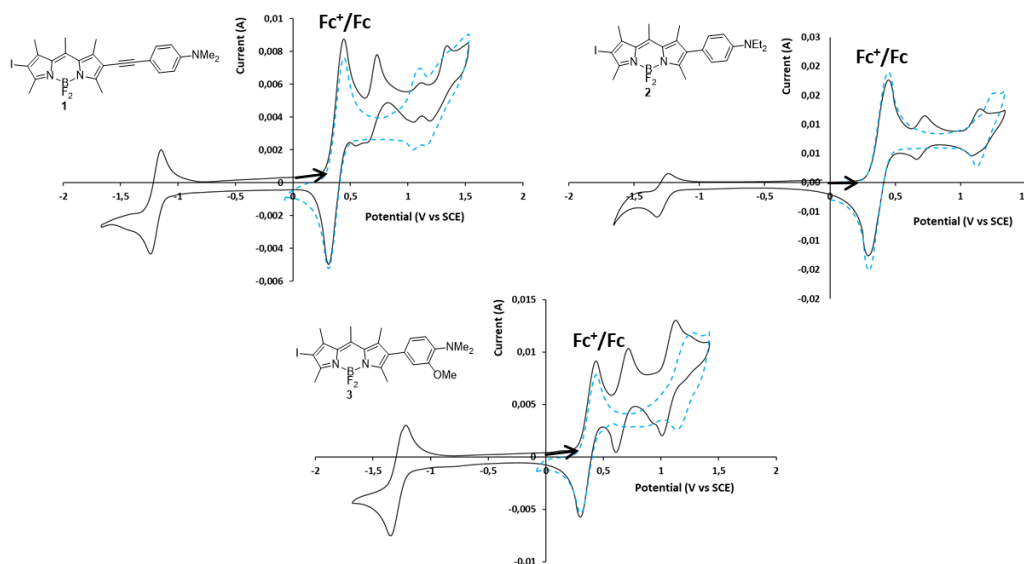 I
N
B
N
F2
NMe2
1
Current (A)
Fc+/Fc
0,01
0,008
0,006
0,004
0,002
0
-0,002
-0,004
-0,006
-2 -1,5 -1 -0,5 0 0,5 1 1,5 2
Potential (V vs SCE)
I
N
B
N
F2
NEt2
2
Current (A)
Fc+/Fc
0,03
0,02
0,02
0,01
0,01
0,00
-0,01
-0,01
-0,02
-0,02
-2 -1,5 -1 -0,5 0 0,5 1
Potential (V vs SCE)
I
N
B
N
F2
NMe2
OMe
3
Current (A)
Fc+/Fc
0,015
0,01
0,005
0
-0,005
-0,01
-2 -1,5 -1 -0,5 0 0,5 1 1,5 2
Potential (V vs SCE)